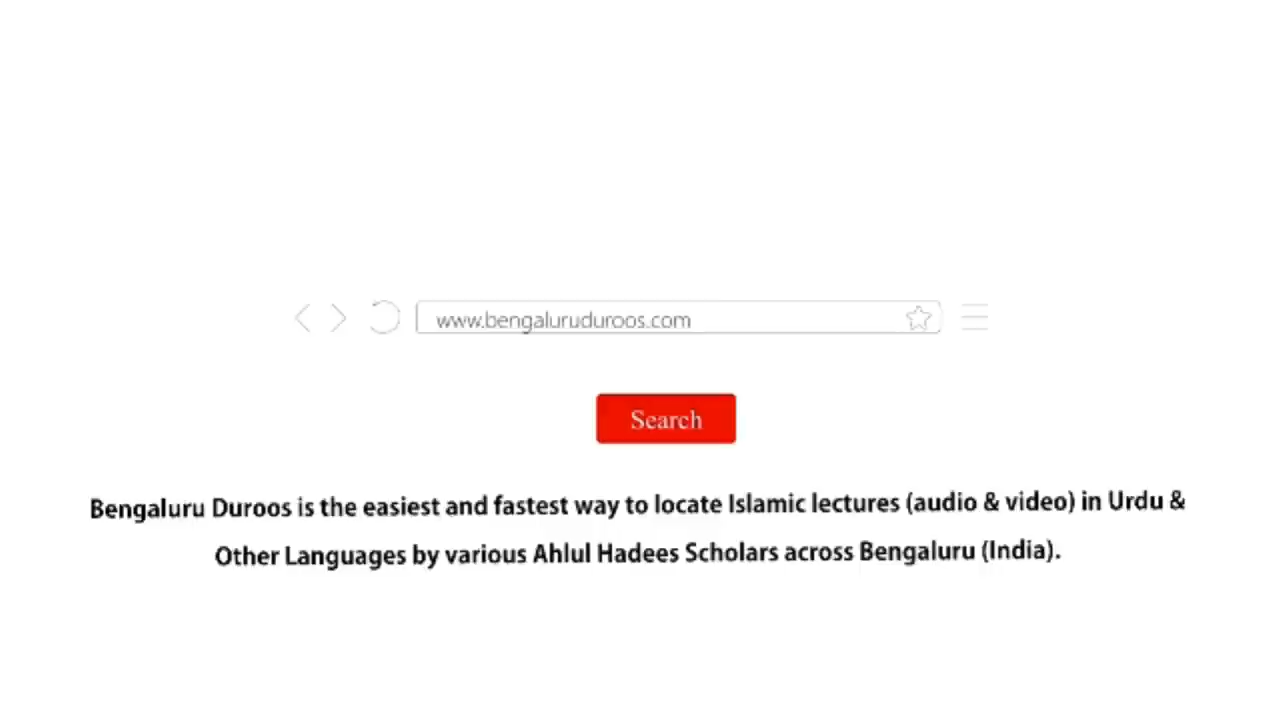 www.bengaluruduroos.com
Search
Bengaluru Duroos is the easiest and fastest way to locate Islamic lectures (audio & video) in Urdu &
Other Languages by various Ahlul Hadees Scholars across Bengaluru (India).